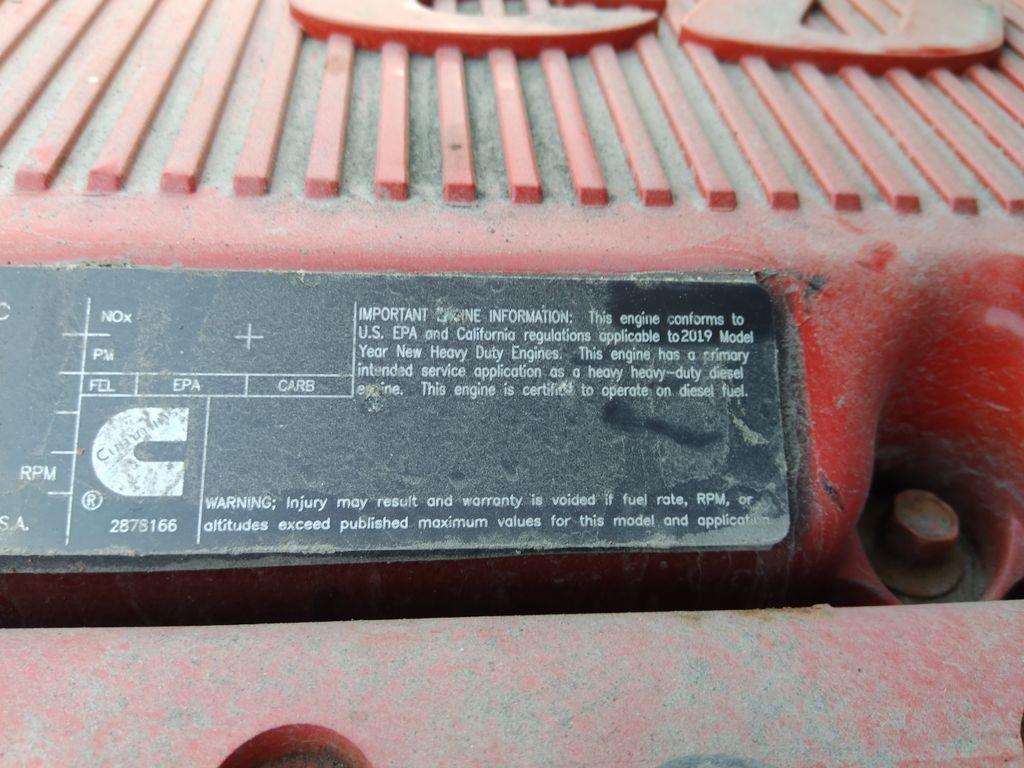 C
NOx
PM
FEL EPA CARB
IMPORTANT ENGINE INFORMATION: This engine conforms to
U.S. EPA and California regulations applicable to 2019 Model
Year New Heavy Duty Engines. This engine has a primary
intended service application as a heavy heavy-duty diesel
engine. This engine is certified to operate on diesel fuel.
RPM
®
S.A.
2878166
WARNING: Injury may result and warranty is voided if fuel rate, RPM, or
altitudes exceed published maximum values for this model and application